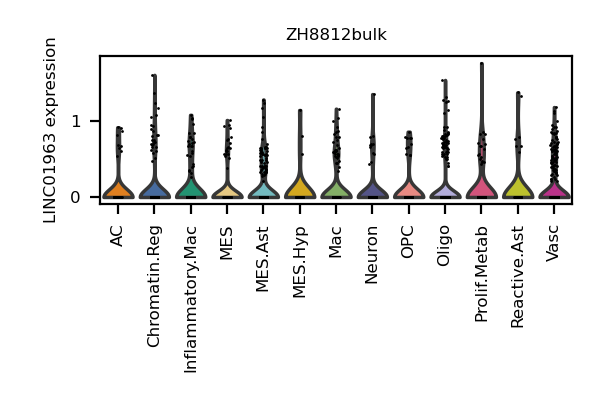 ZH8812bulk
LINC01963 expression
1
0
AC
Chromatin.Reg
Inflammatory.Mac
MES
MES.Ast
MES.Hyp
Mac
Neuron
OPC
Oligo
Prolif.Metab
Reactive.Ast
Vasc